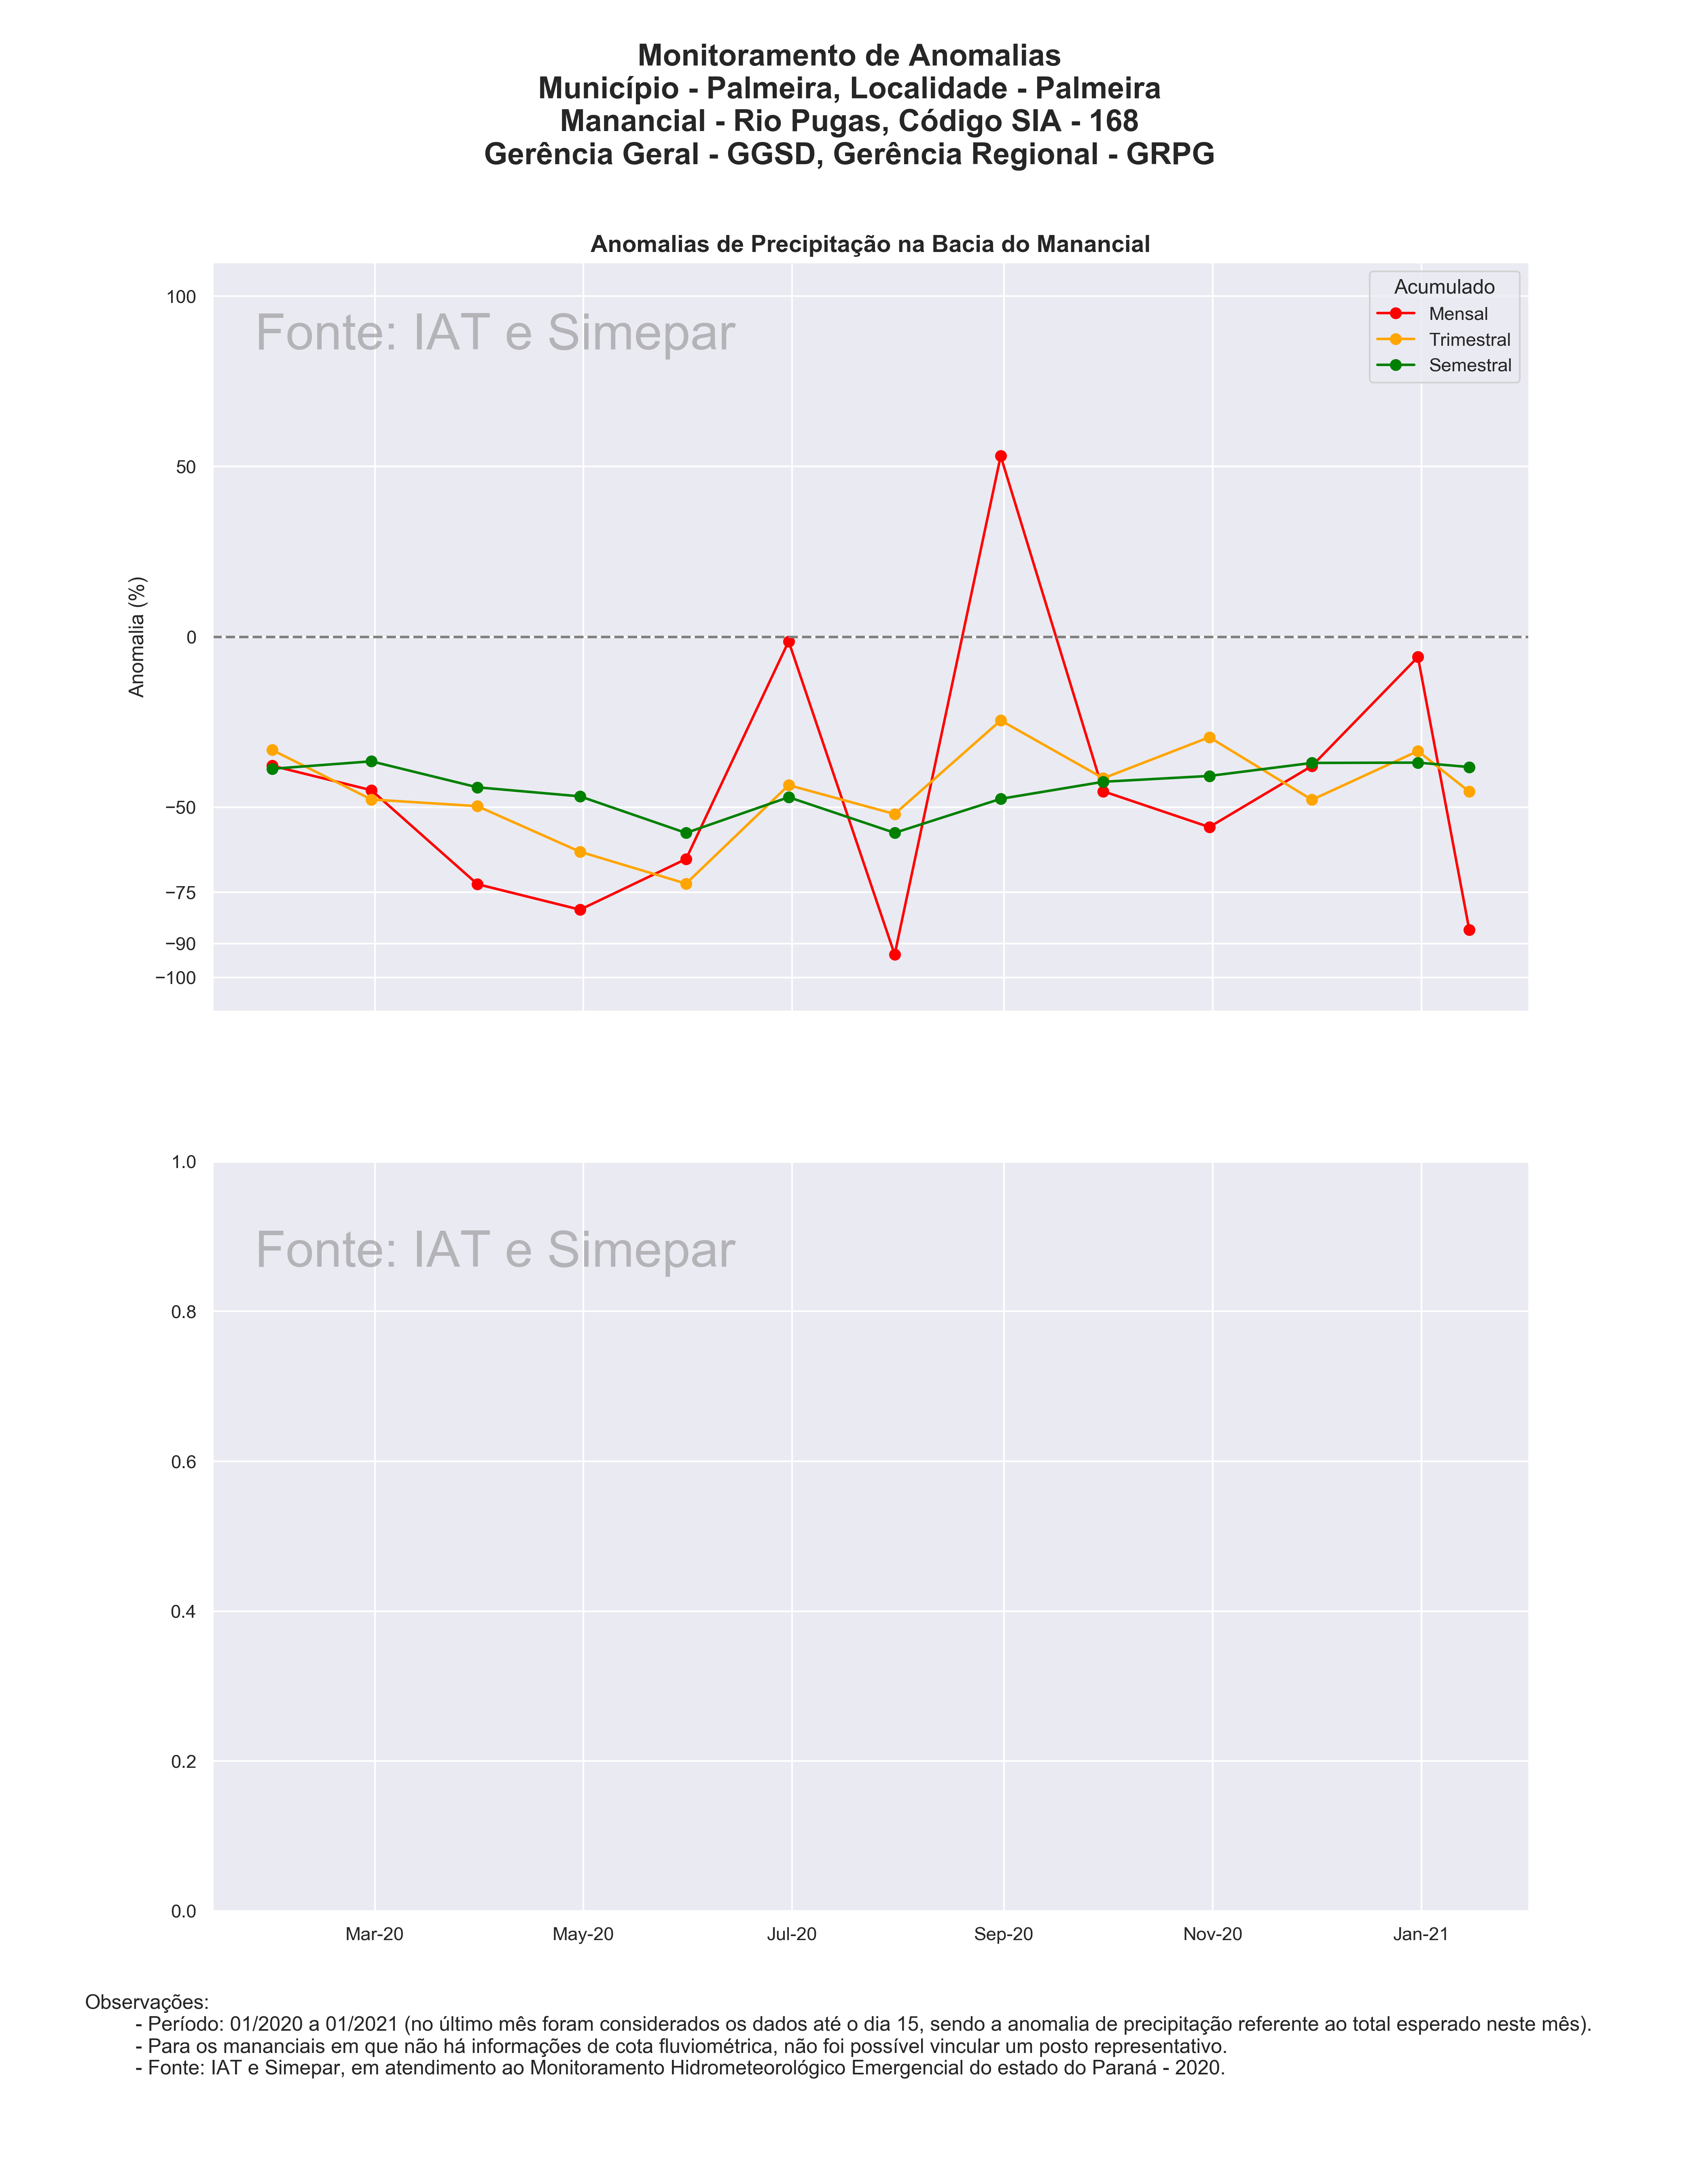 Monitoramento de Anomalias
Município - Palmeira, Localidade - Palmeira
Manancial - Rio Pugas, Código SIA - 168
Gerência Geral - GGSD, Gerência Regional - GRPG
Anomalias de Precipitação na Bacia do Manancial
Fonte: IAT e Simepar
Acumulado
Mensal
Trimestral
Semestral
Anomalia (%)
100
50
0
−50
−75
−90
−100
Fonte: IAT e Simepar
1.0
0.8
0.6
0.4
0.2
0.0
Mar-20 May-20 Jul-20 Sep-20 Nov-20 Jan-21
Observações:
- Período: 01/2020 a 01/2021 (no último mês foram considerados os dados até o dia 15, sendo a anomalia de precipitação referente ao total esperado neste mês).
- Para os mananciais em que não há informações de cota fluviométrica, não foi possível vincular um posto representativo.
- Fonte: IAT e Simepar, em atendimento ao Monitoramento Hidrometeorológico Emergencial do estado do Paraná - 2020.